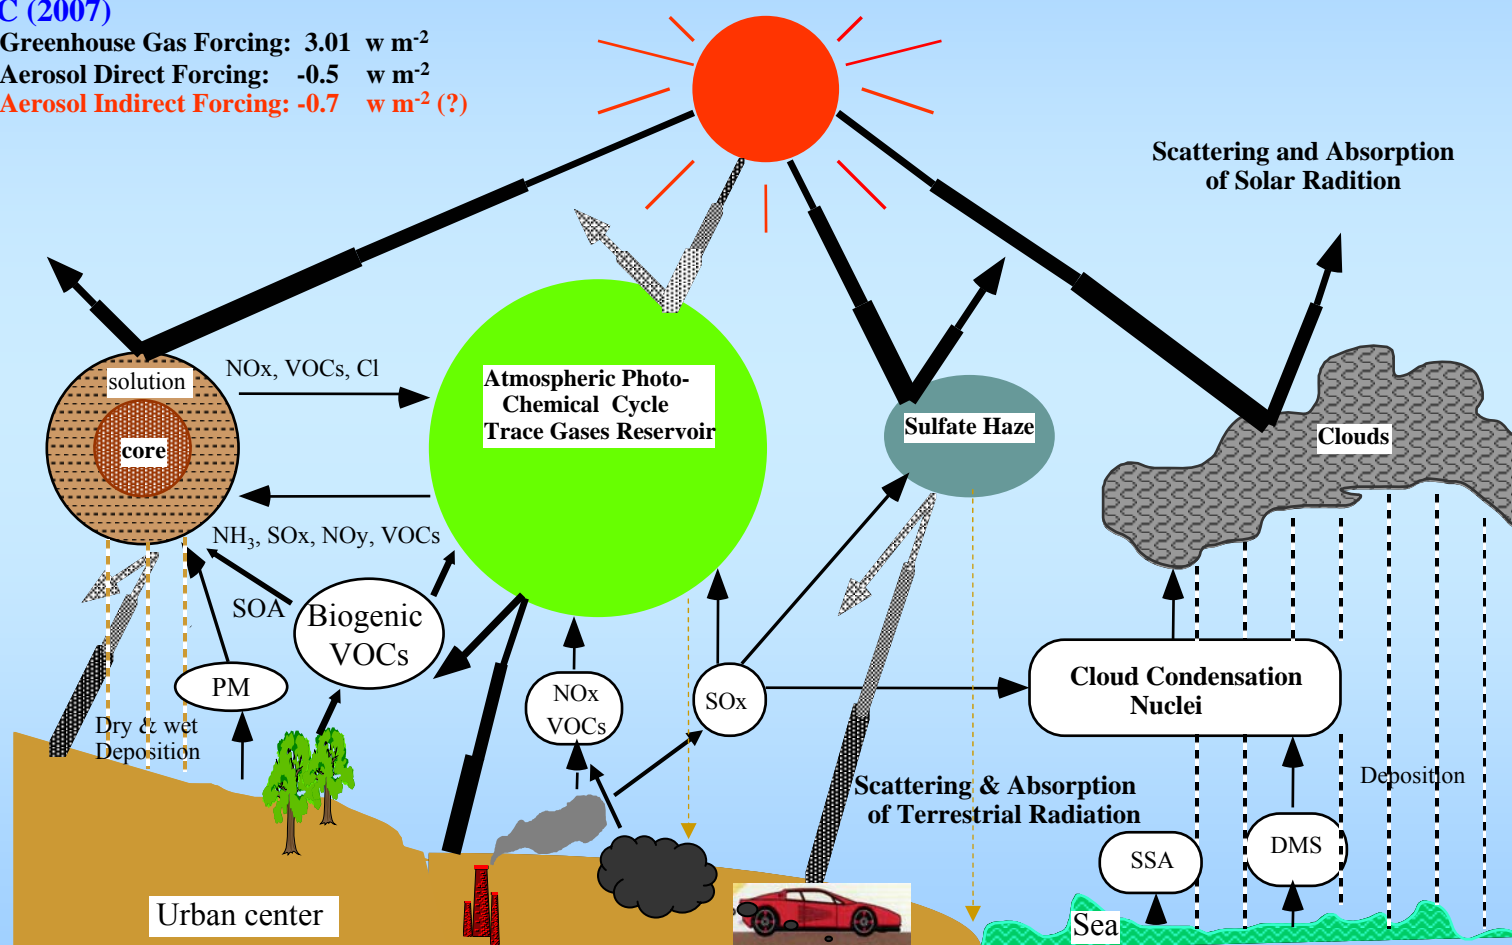 C (2007)
Greenhouse Gas Forcing: 3.01 w m-2
Aerosol Direct Forcing: -0.5 w m-2
Aerosol Indirect Forcing: -0.7 w m-2 (?)
Scattering and Absorption
of Solar Radition
solution
core
NOx, VOCs, Cl
NH3, SOx, NOy, VOCs
Atmospheric Photo-
Chemical Cycle
Trace Gases Reservoir
Sulfate Haze
Clouds
SOA
Biogenic
VOCs
PM
NOx
VOCs
SOx
Cloud Condensation
Nuclei
Dry & wet
Deposition
Scattering & Absorption
of Terrestrial Radiation
Deposition
SSA
DMS
Urban center
Sea